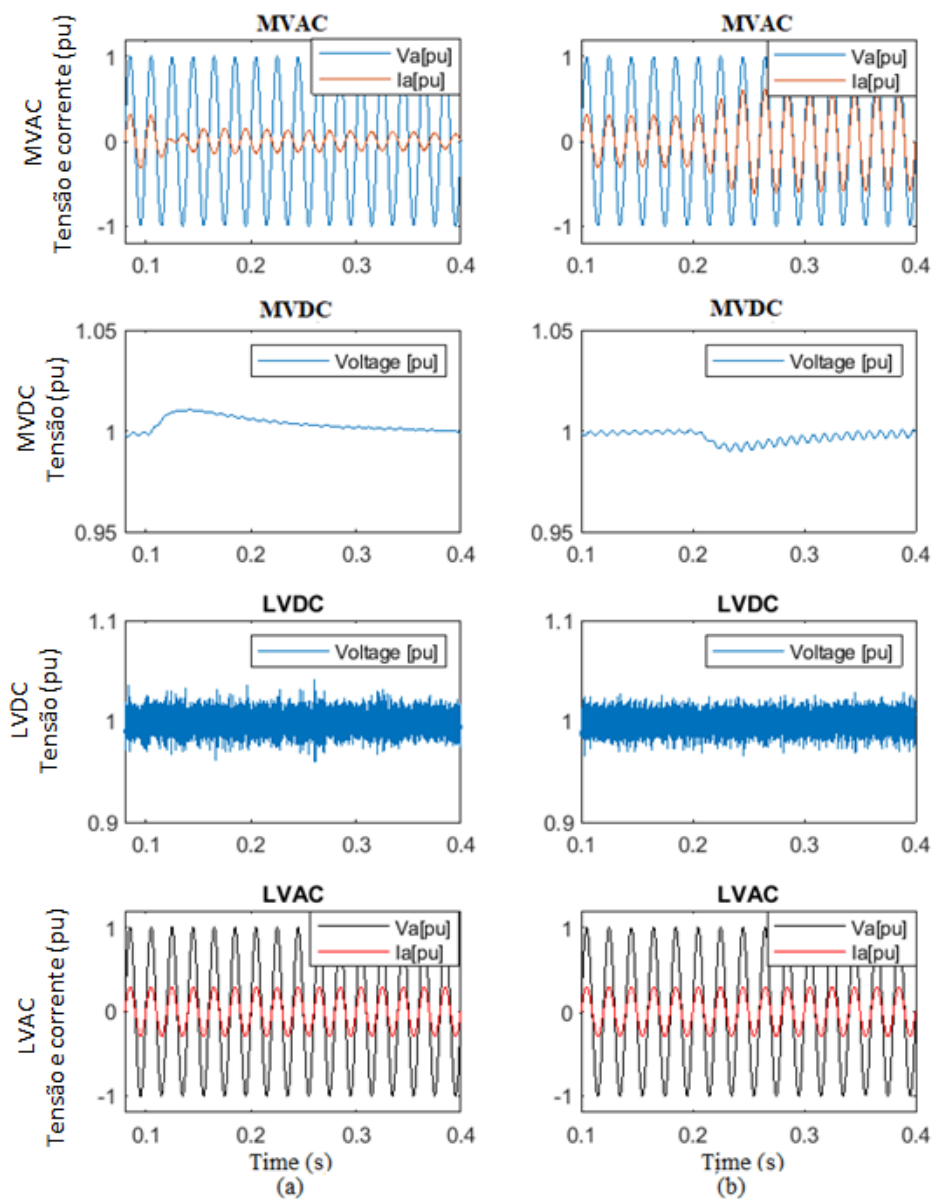 MVAC
MVAC
Tensão e corrente (pu)
1
0
-1
Va[pu]
Ia[pu]
0.1
0.2
0.3
0.4
MVAC
1
0
-1
Va[pu]
Ia[pu]
0.1
0.2
0.3
0.4
MVDC
MVDC
Tensão (pu)
1.05
1
0.95
Voltage [pu]
0.1
0.2
0.3
0.4
MVDC
1.05
1
0.95
Voltage [pu]
0.1
0.2
0.3
0.4
LVDC
LVDC
Tensão (pu)
1.1
1
0.9
Voltage [pu]
0.1
0.2
0.3
0.4
LVDC
1.1
1
0.9
Voltage [pu]
0.1
0.2
0.3
0.4
LVAC
LVAC
Tensão e corrente (pu)
1
0
-1
Va[pu]
Ia[pu]
0.1
0.2
0.3
0.4
Time (s)
(a)
LVAC
1
0
-1
Va[pu]
Ia[pu]
0.1
0.2
0.3
0.4
Time (s)
(b)